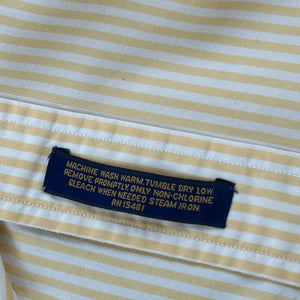 MACHINE WASH WARM. TUMBLE DRY LOW.
REMOVE PROMPTLY. ONLY NON-CHLORINE
BLEACH WHEN NEEDED STEAM IRON.
RN 15481